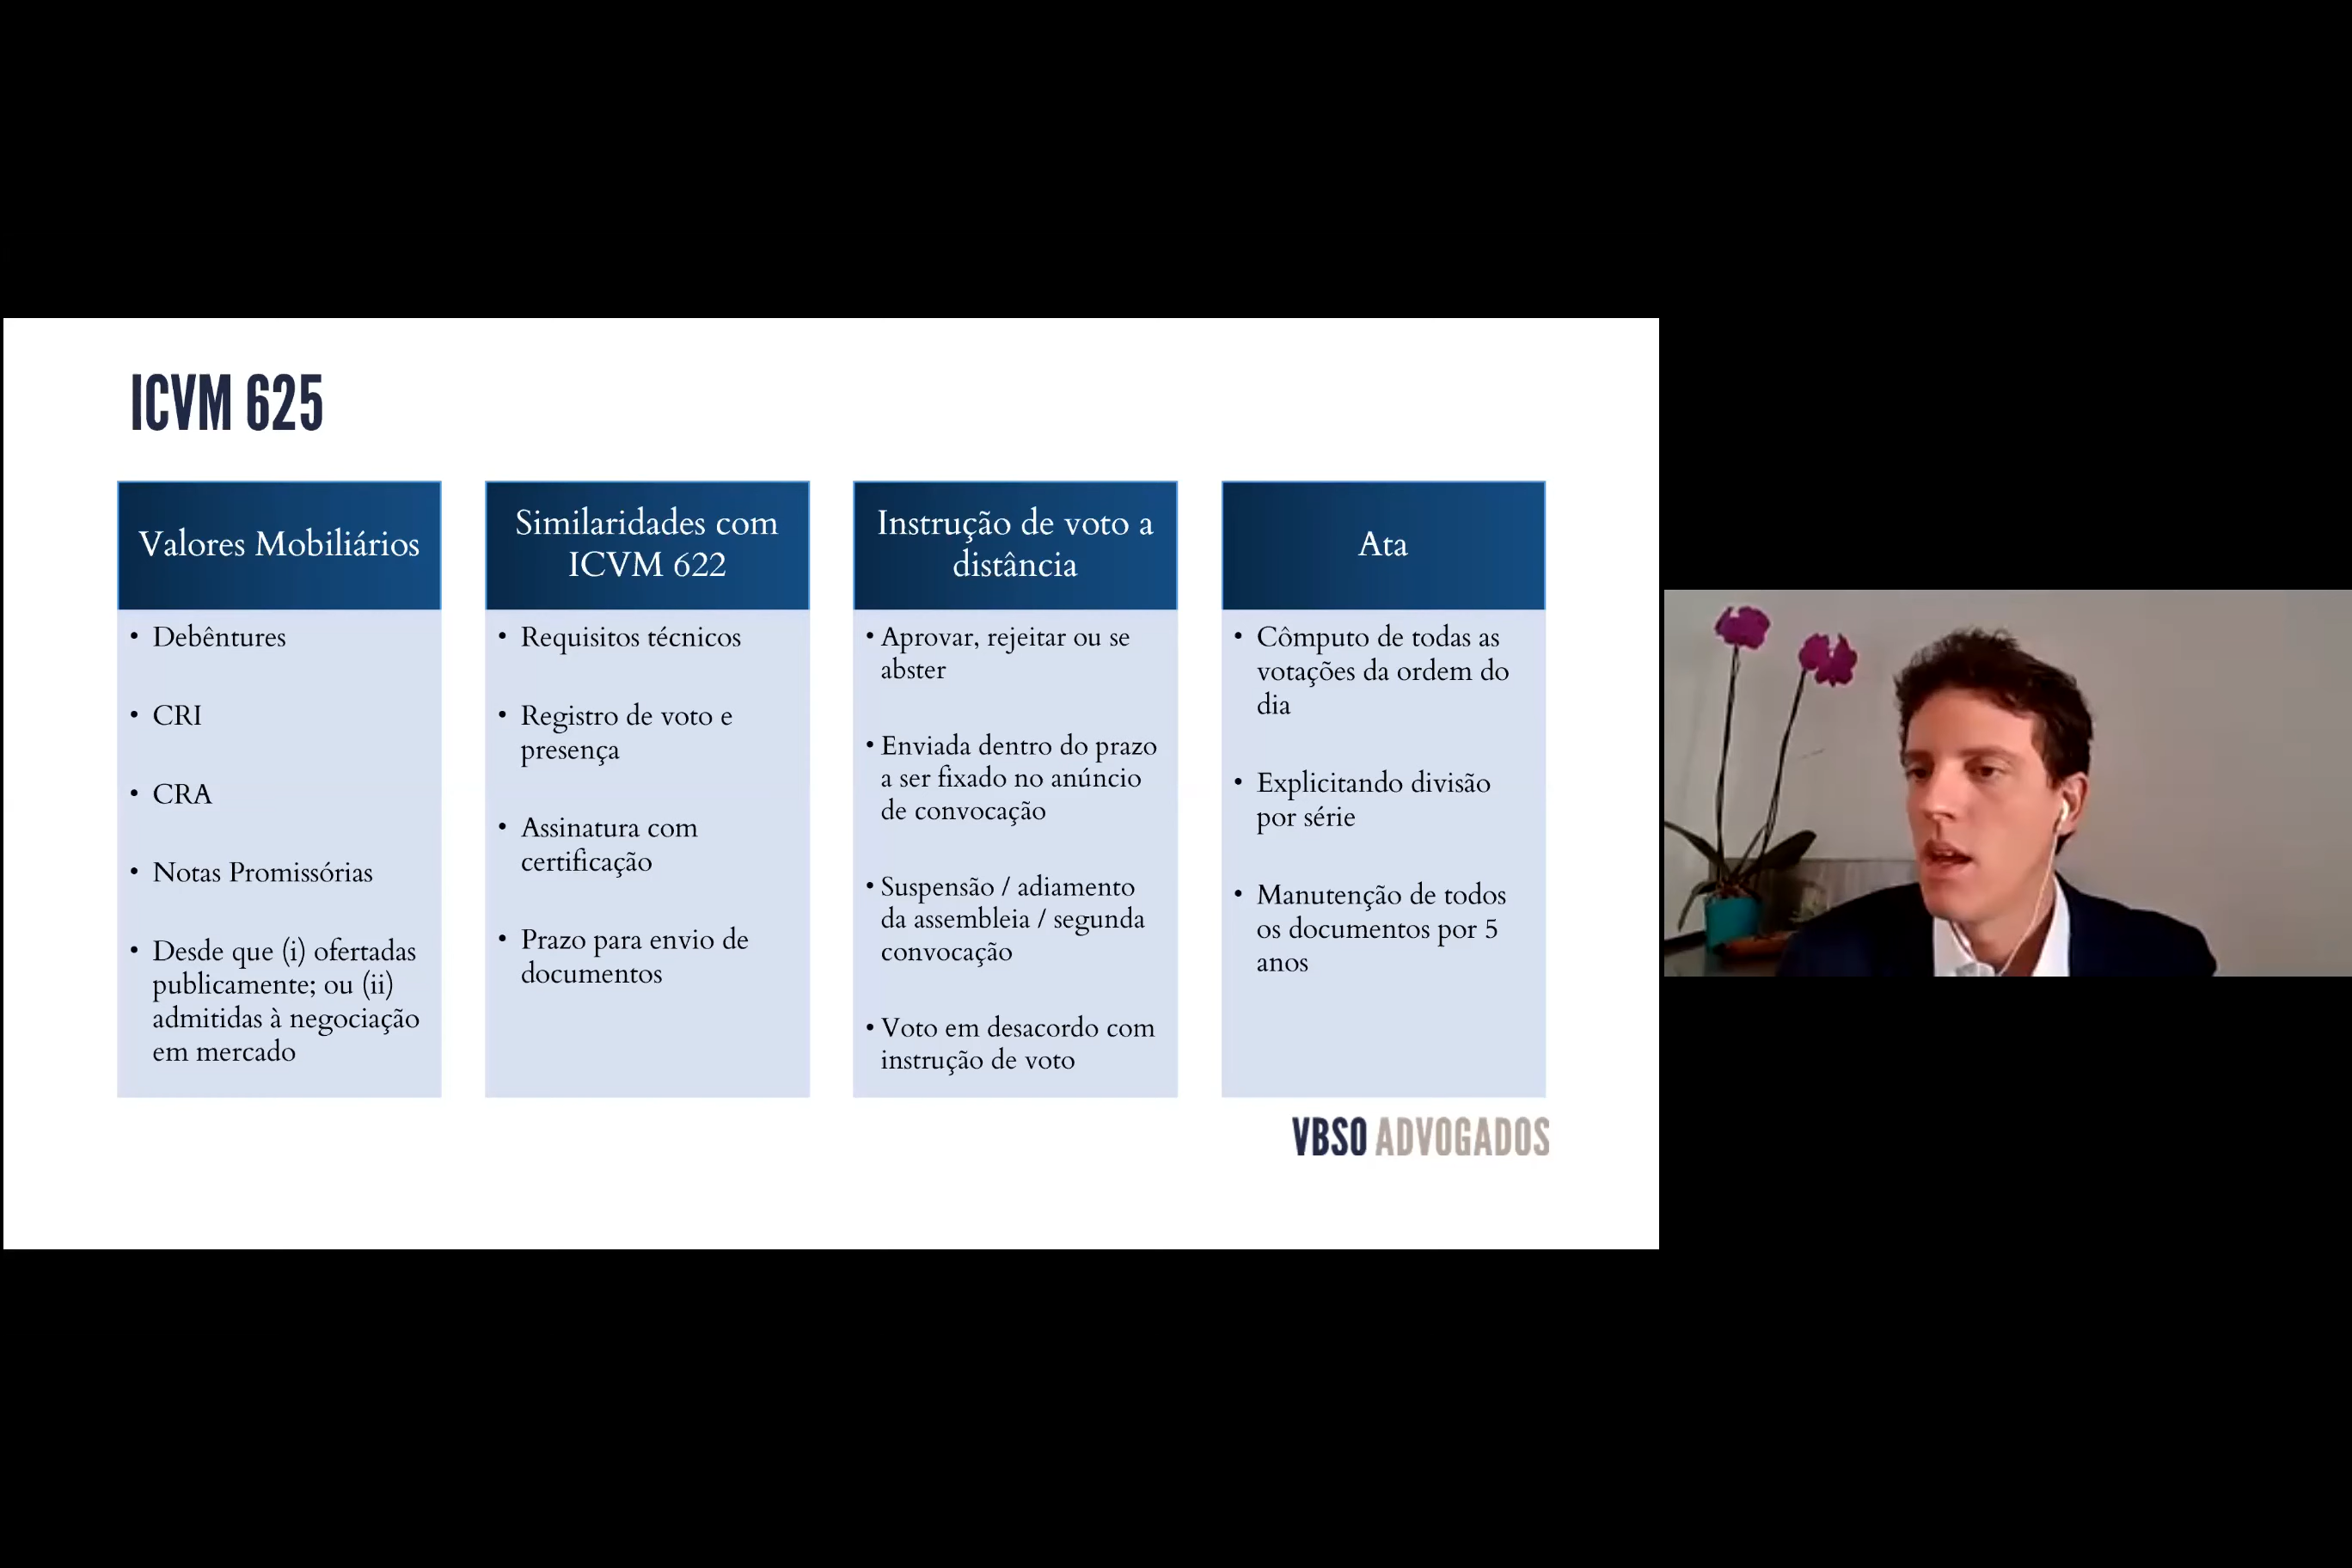 ICVM 625
Valores Mobiliários
• Debêntures
• CRI
• CRA
• Notas Promissórias
• Desde que (i) ofertadas
publicamente; ou (ii)
admitidas à negociação
em mercado
Similaridades com
ICVM 622
• Requisitos técnicos
• Registro de voto e
presença
• Assinatura com
certificação
• Prazo para envio de
documentos
Instrução de voto a
distância
• Aprovar, rejeitar ou se
abster
• Enviada dentro do prazo
a ser fixado no anúncio
de convocação
• Suspensão / adiamento
da assembleia / segunda
convocação
• Voto em desacordo com
instrução de voto
Ata
• Cômputo de todas as
votações da ordem do
dia
• Explicitando divisão
por série
• Manutenção de todos
os documentos por 5
anos
VBSO ADVOGADOS